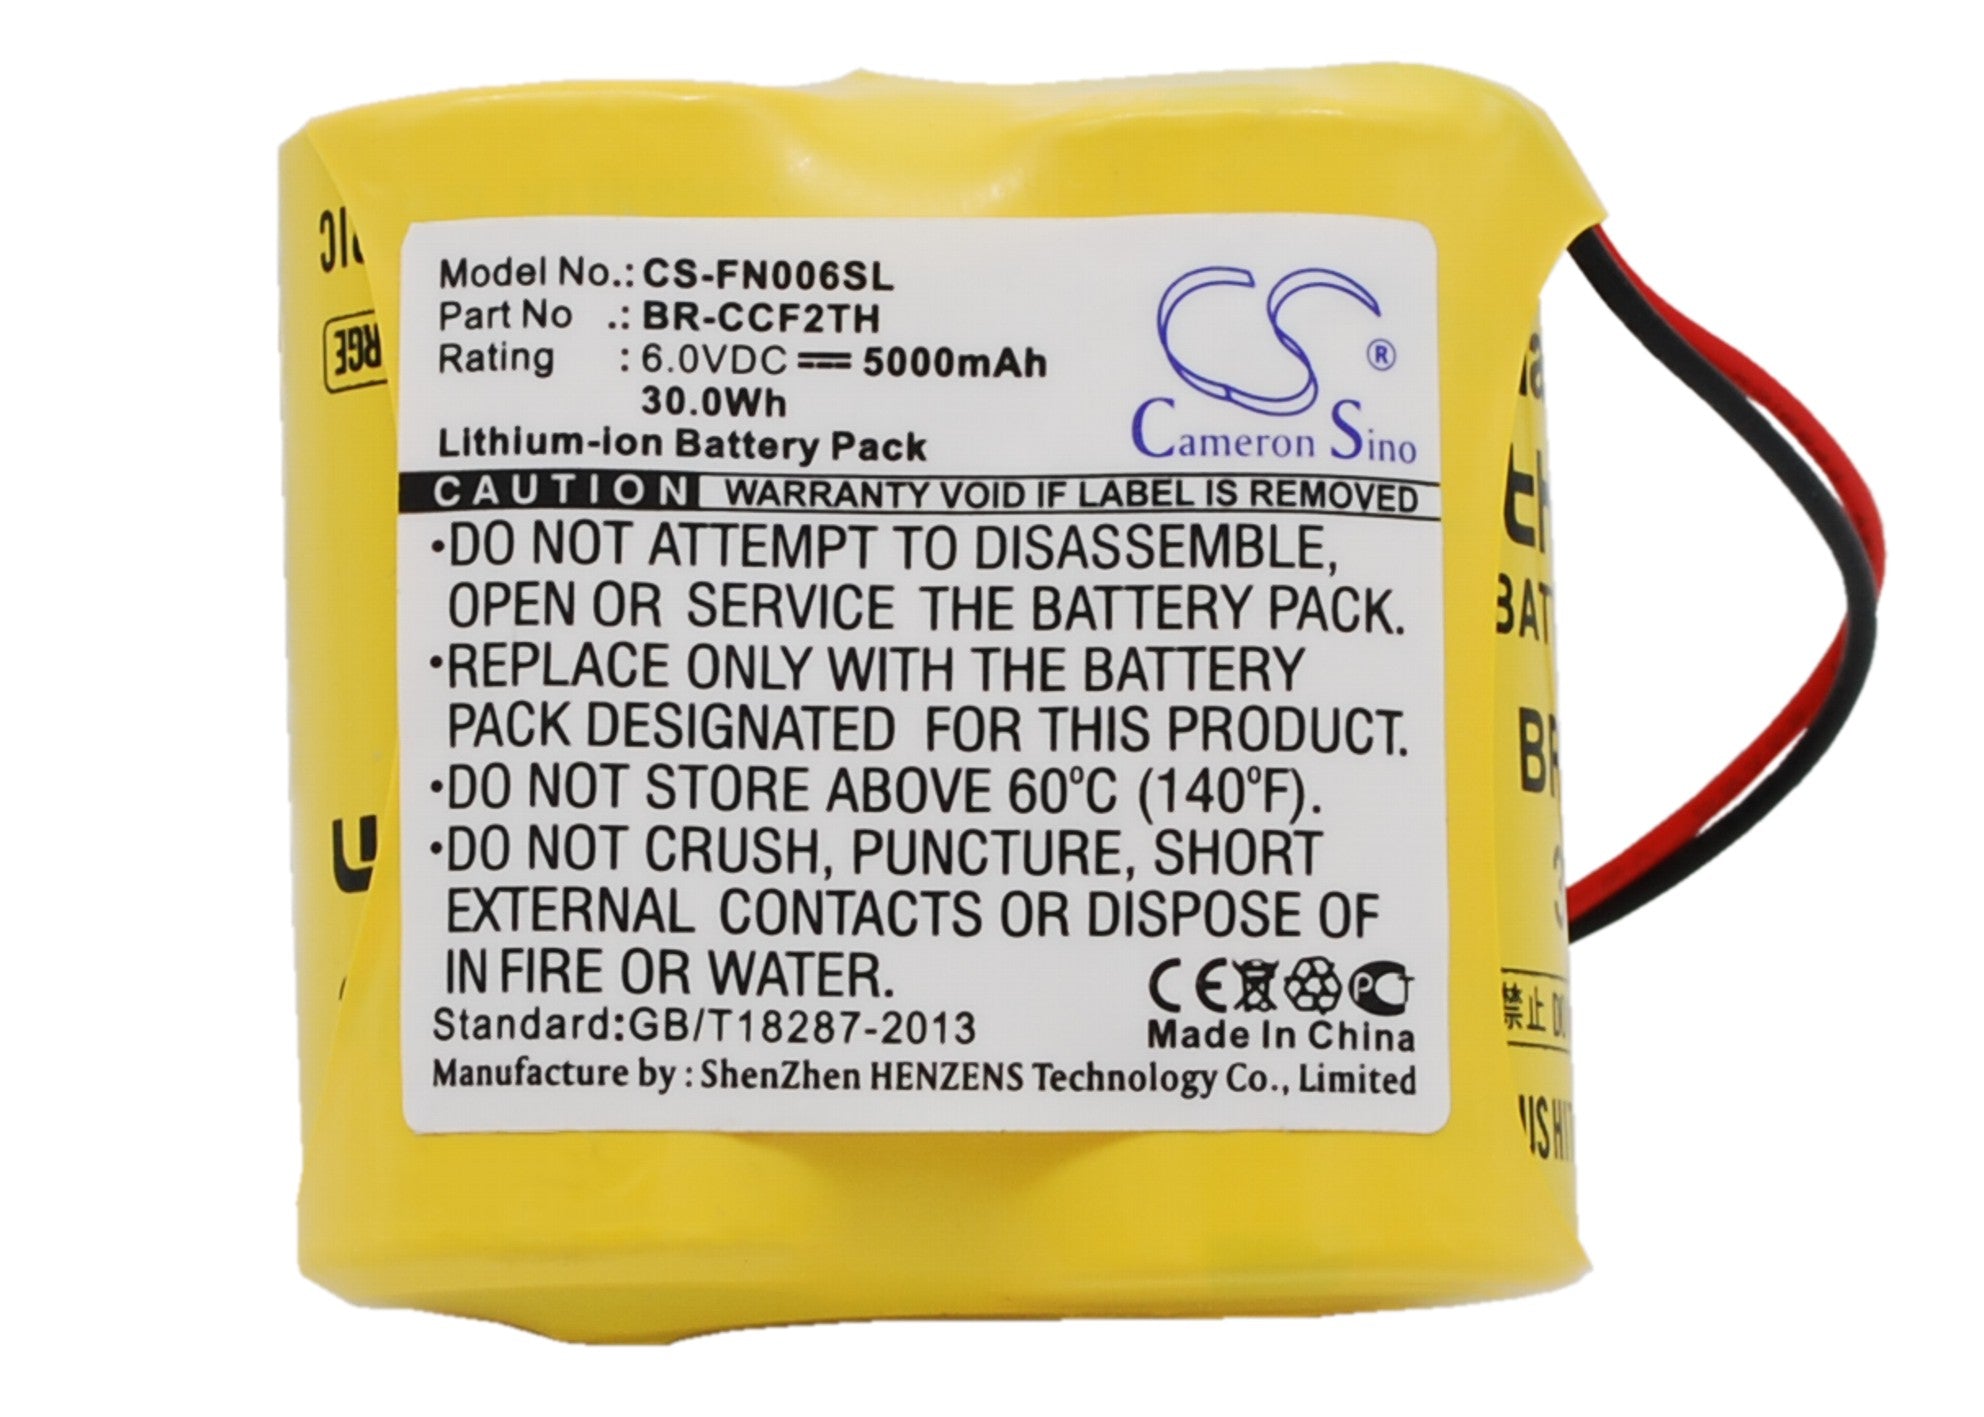 Model No.: CS-FN006SL
Part No .: BR-CCF2TH
Rating : 6.0VDC 5000mAh
30.0Wh
Lithium-ion Battery Pack
CS ®
Cameron Sino
CAUTION WARRANTY VOID IF LABEL IS REMOVED
•DO NOT ATTEMPT TO DISASSEMBLE,
OPEN OR SERVICE THE BATTERY PACK.
•REPLACE ONLY WITH THE BATTERY
PACK DESIGNATED FOR THIS PRODUCT.
•DO NOT STORE ABOVE 60°C (140°F).
•DO NOT CRUSH, PUNCTURE, SHORT
EXTERNAL CONTACTS OR DISPOSE OF
IN FIRE OR WATER.
CE PCT
Standard:GB/T18287-2013
Made In China
Manufacture by : ShenZhen HENZENS Technology Co., Limited
禁止